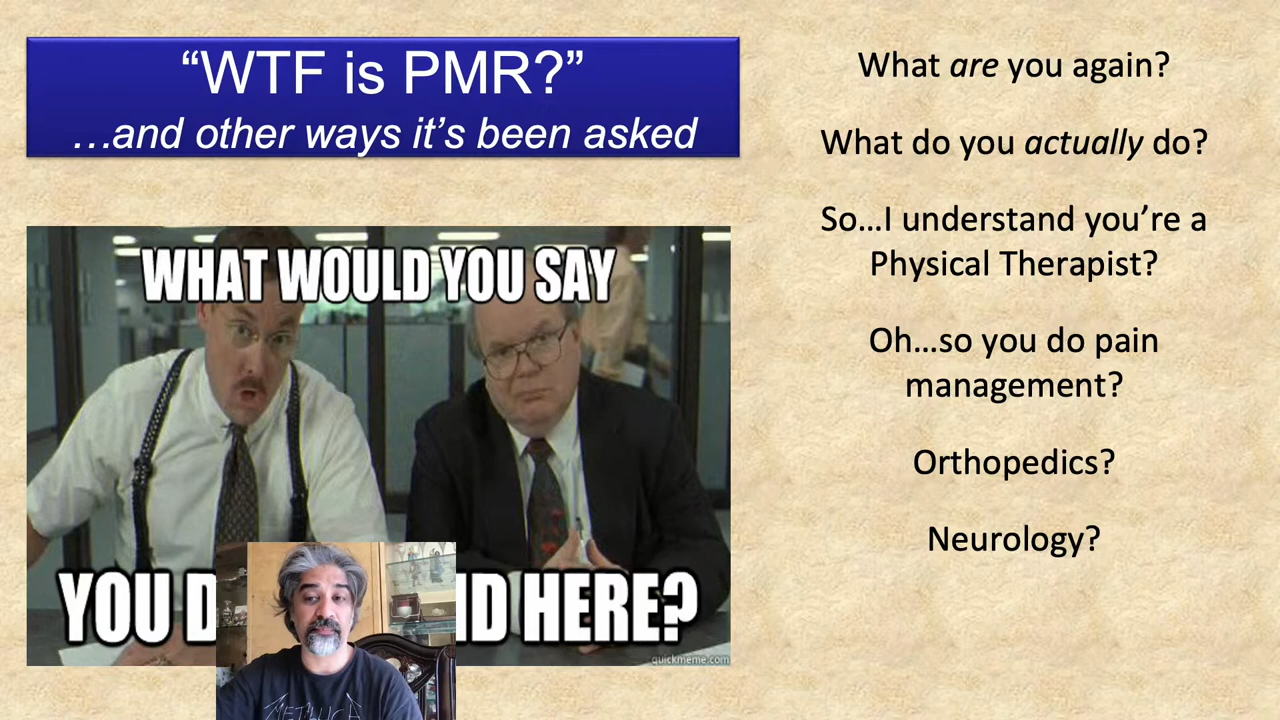 “WTF is PMR?”
…and other ways it’s been asked
WHAT WOULD YOU SAY
YOU D
ND HERE?
quickmeme.com
METALLICA
What are you again?
What do you actually do?
So…I understand you’re a
Physical Therapist?
Oh…so you do pain
management?
Orthopedics?
Neurology?